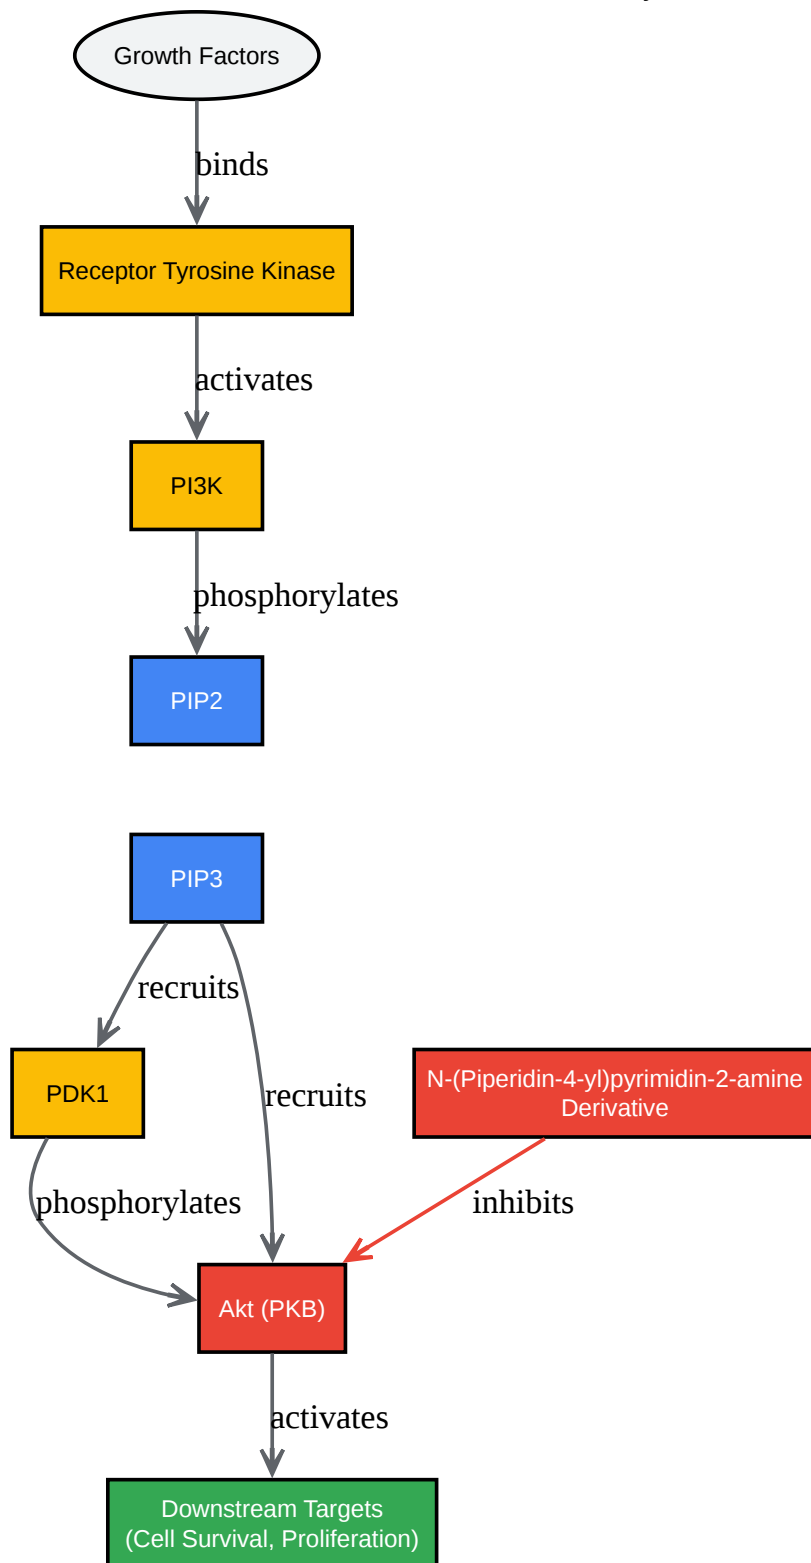 Growth Factors
binds
Receptor Tyrosine Kinase
activates
PI3K
phosphorylates
PIP2
PIP3
recruits
PDK1
recruits
N-(Piperidin-4-yl)pyrimidin-2-amine
Derivative
phosphorylates
inhibits
Akt (PKB)
activates
Downstream Targets
(Cell Survival, Proliferation)